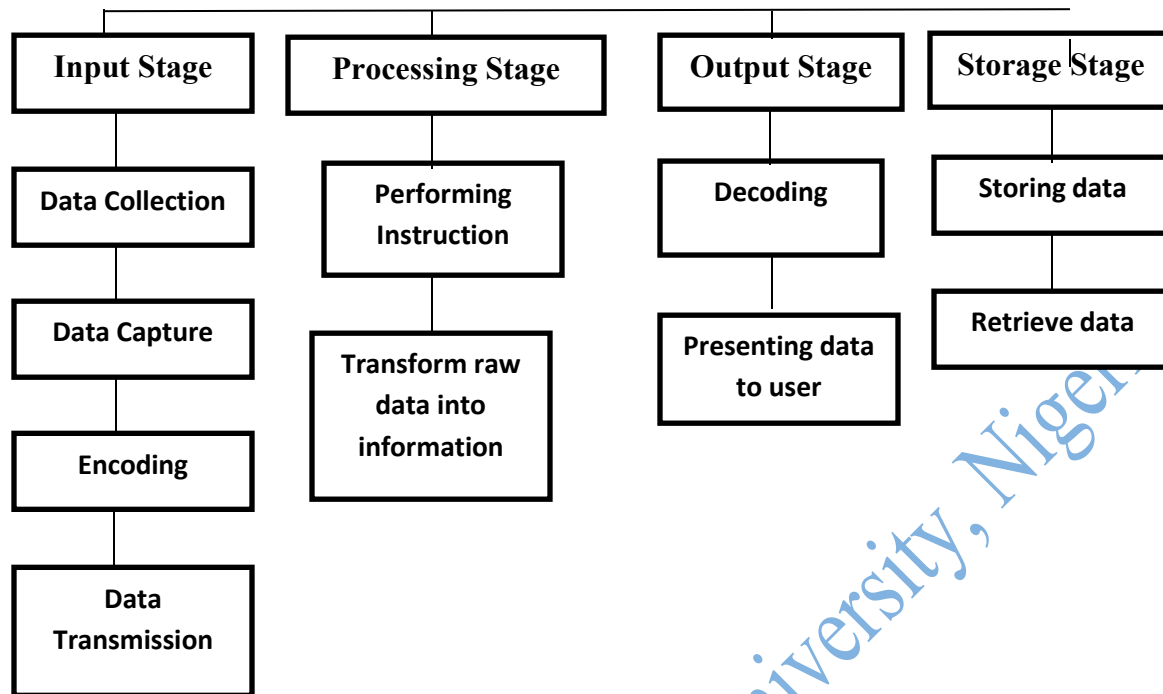 Input Stage
Data Collection
Data Capture
Encoding
Data
Transmission
Processing Stage
Performing
Instruction
Transform raw
data into
information
Output Stage
Decoding
Presenting data
to user
Storage Stage
Storing data
Retrieve data